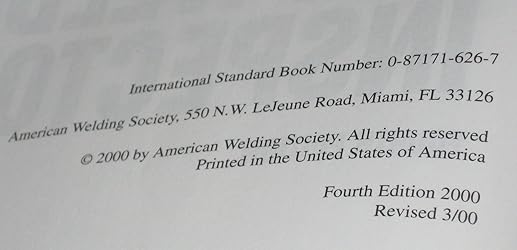 International Standard Book Number: 0-87171-626-7
American Welding Society, 550 N.W. LeJeune Road, Miami, FL 33126
© 2000 by American Welding Society. All rights reserved
Printed in the United States of America
Fourth Edition 2000
Revised 3/00